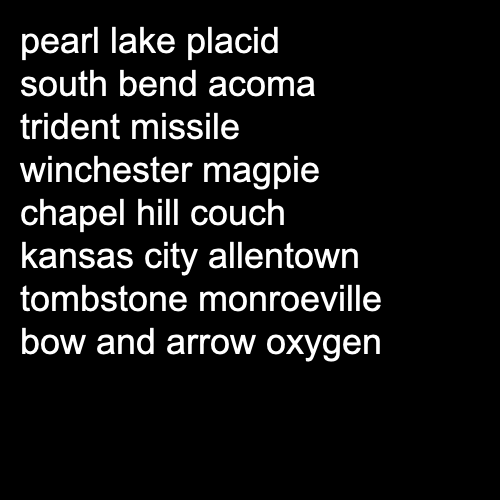 pearl lake placid
south bend acoma
trident missile
winchester magpie
chapel hill couch
kansas city allentown
tombstone monroeville
bow and arrow oxygen